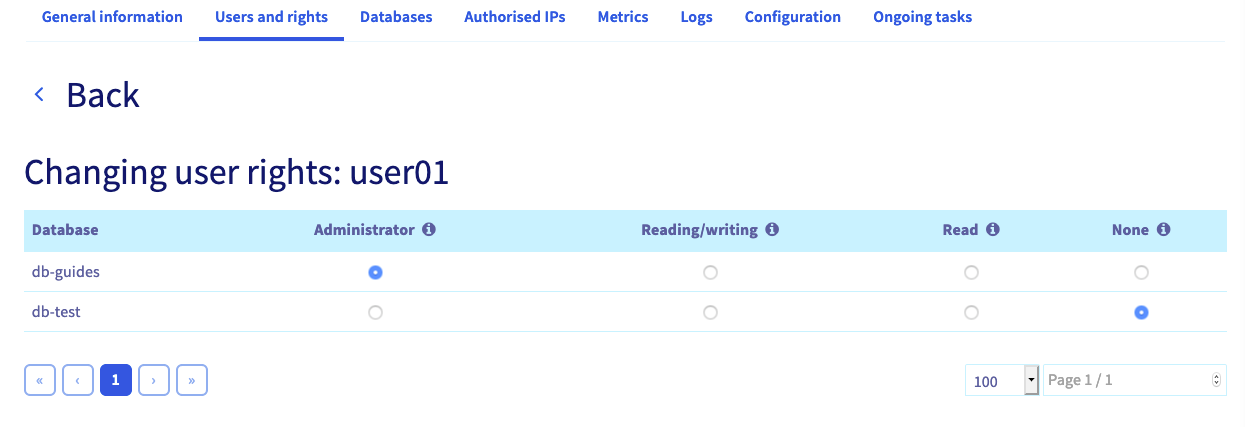 General information Users and rights Databases Authorised IPs Metrics Logs Configuration Ongoing tasks
Back
Changing user rights: user01
Database Administrator Reading/writing Read None
db-guides
db-test
« ‹ 1 › » 100 Page 1 / 1